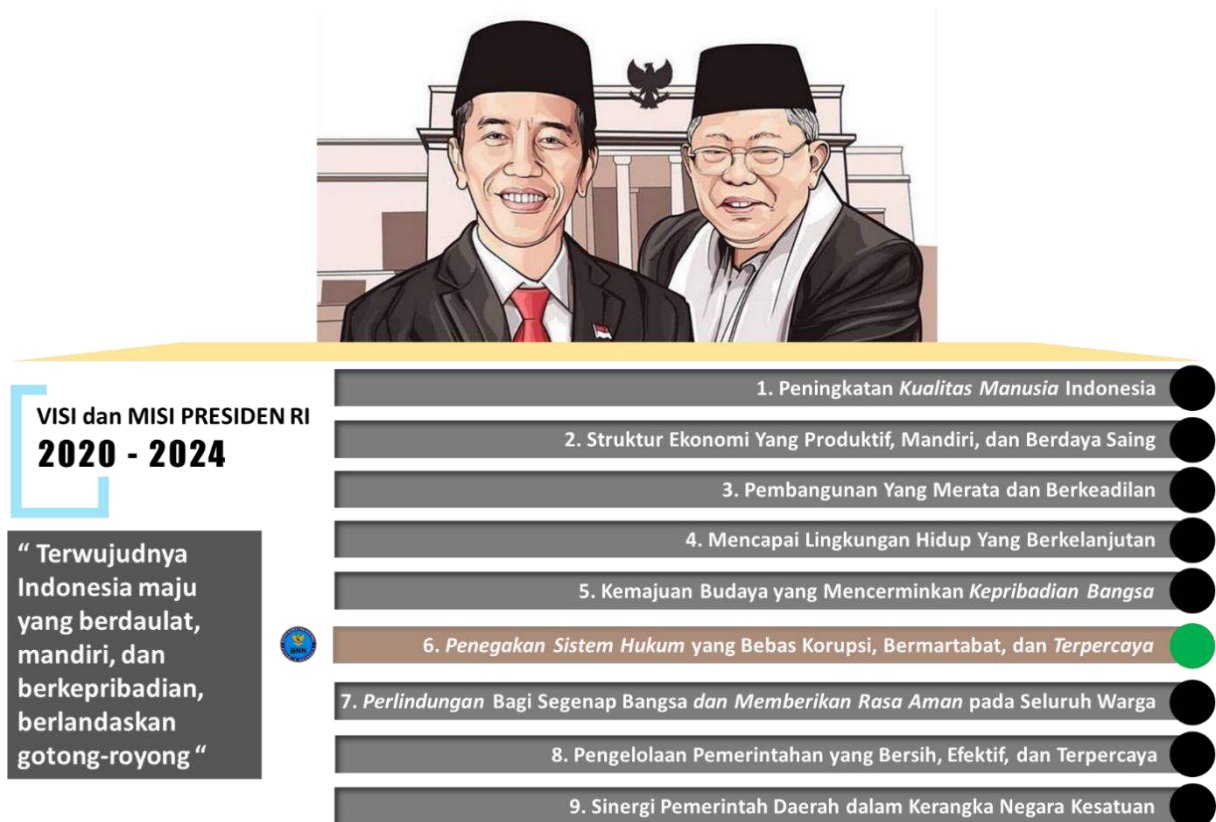 VISI dan MISI PRESIDEN RI
2020 - 2024
“ Terwujudnya
Indonesia maju
yang berdaulat,
mandiri, dan
berkepribadian,
berlandaskan
gotong-royong “
1. Peningkatan Kualitas Manusia Indonesia
2. Struktur Ekonomi Yang Produktif, Mandiri, dan Berdaya Saing
3. Pembangunan Yang Merata dan Berkeadilan
4. Mencapai Lingkungan Hidup Yang Berkelanjutan
5. Kemajuan Budaya yang Mencerminkan Kepribadian Bangsa
BNN
6. Penegakan Sistem Hukum yang Bebas Korupsi, Bermartabat, dan Terpercaya
7. Perlindungan Bagi Segenap Bangsa dan Memberikan Rasa Aman pada Seluruh Warga
8. Pengelolaan Pemerintahan yang Bersih, Efektif, dan Terpercaya
9. Sinergi Pemerintah Daerah dalam Kerangka Negara Kesatuan